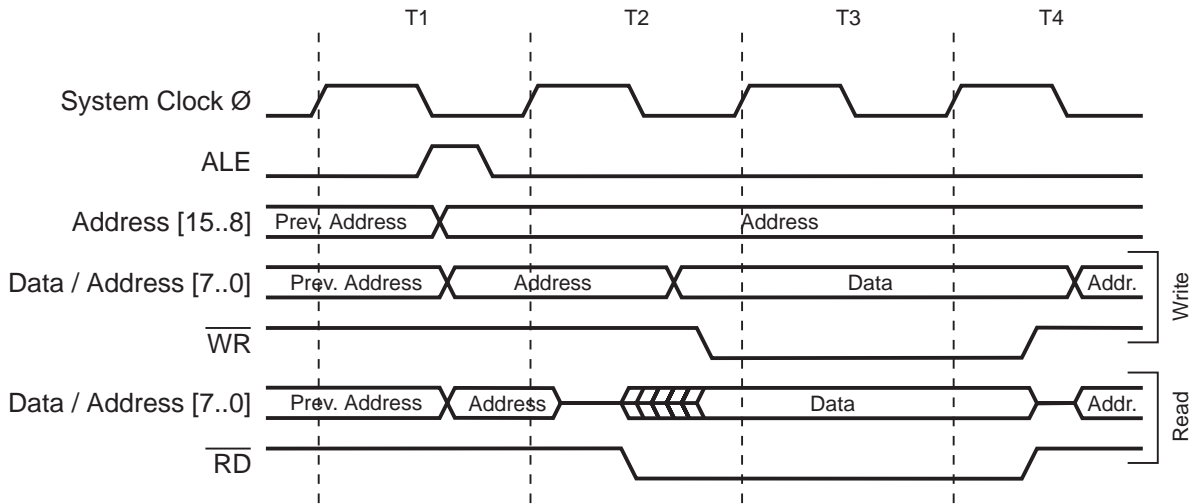 T1 T2 T3 T4
System Clock Ø
ALE
Address [15..8] Prev. Address Address
Data / Address [7..0] Prev. Address Address Data Addr.
WR
Write
Data / Address [7..0] Prev. Address Address Data Addr.
RD
Read